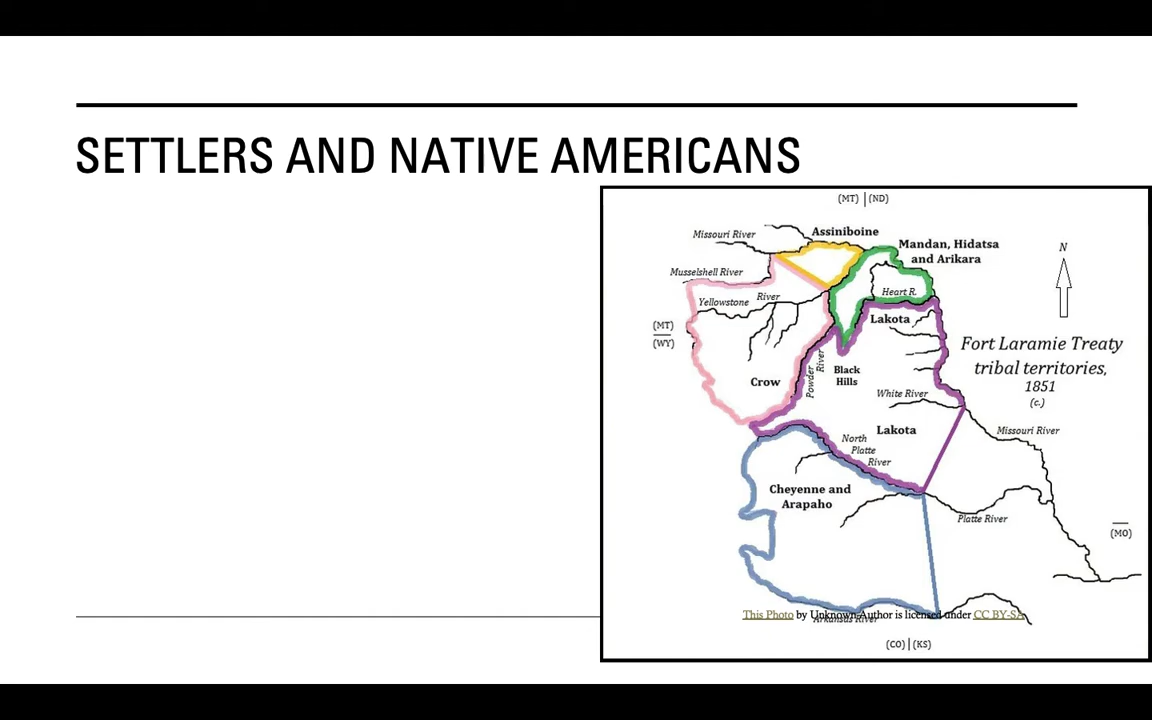 SETTLERS AND NATIVE AMERICANS
(MT) | (ND)
Missouri River
Assiniboine
Mandan, Hidatsa
and Arikara
N
Musselshell River
Yellowstone River
Heart R.
Lakota
(MT)
(WY)
Fort Laramie Treaty
tribal territories,
1851
(c.)
Powder
River
Black
Hills
Crow
White River
Lakota
Missouri River
North
Platte
River
Cheyenne and
Arapaho
Platte River
(MO)
This Photo by Unknown Author is licensed under CC BY-SA
Arkansas River
(CO) | (KS)